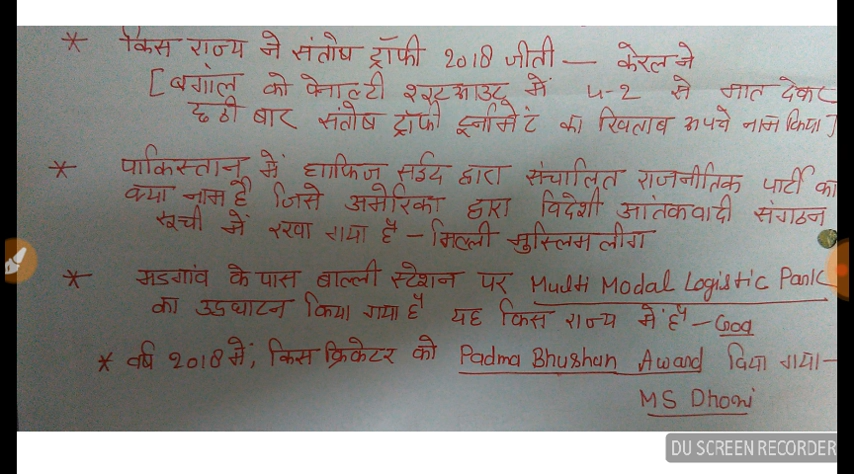 * किस राज्य ने संतोष ट्रॉफी 2018 जीती — केरल ने
[बगांल को पेनाल्टी शूटआउट में 4-2 से मात देकर
छठी बार संतोष ट्रॉफी टूर्नामेंट का खिताब अपने नाम किया]
* पाकिस्तान में हाफिज सईद द्वारा संचालित राजनीतिक पार्टी का
क्या नाम है जिसे अमेरिका द्वारा विदेशी आंतकवादी संगठन
सूची में रखा गया है - मिल्ली मुस्लिम लीग
* मडगांव के पास बाल्ली स्टेशन पर Multi Modal Logistic Park
का उद्घाटन किया गया है यह किस राज्य में है - Goa
* वर्ष 2018 में, किस क्रिकेटर को Padma Bhushan Award दिया गया -
MS Dhoni
DU SCREEN RECORDER